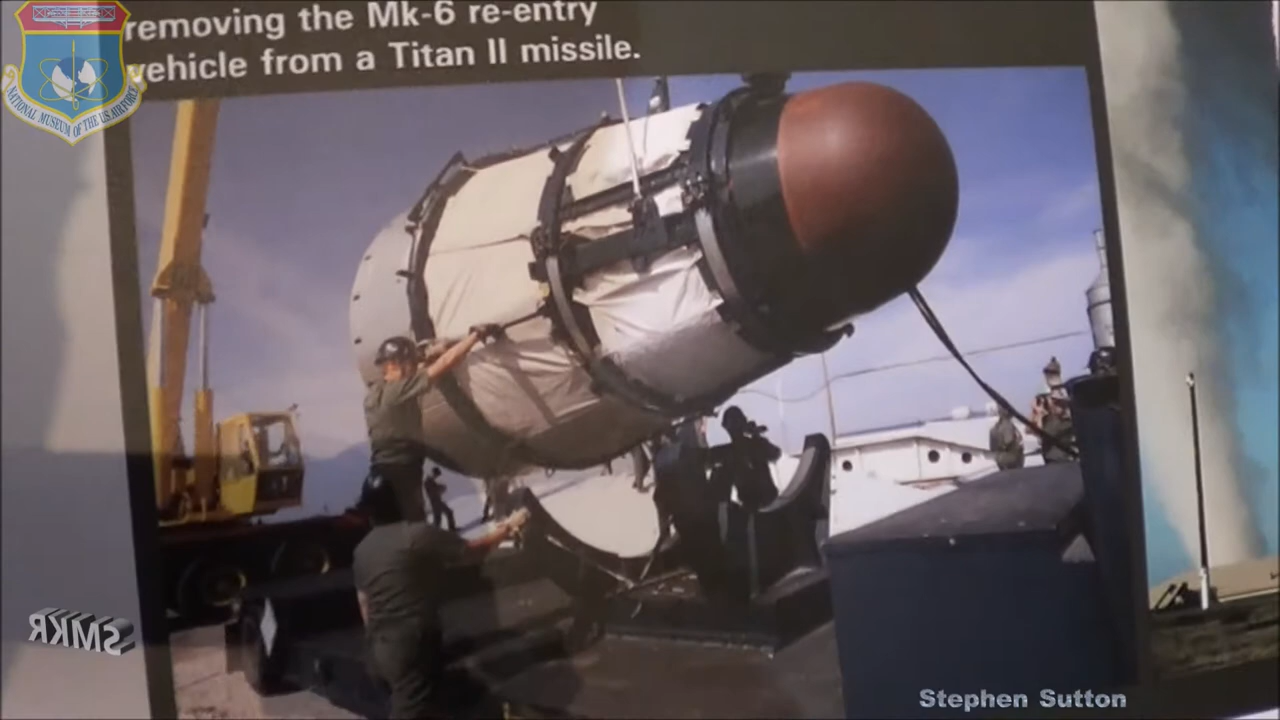 removing the Mk-6 re-entry
vehicle from a Titan II missile.
NATIONAL MUSEUM OF THE U.S. AIR FORCE
SMKR
Stephen Sutton